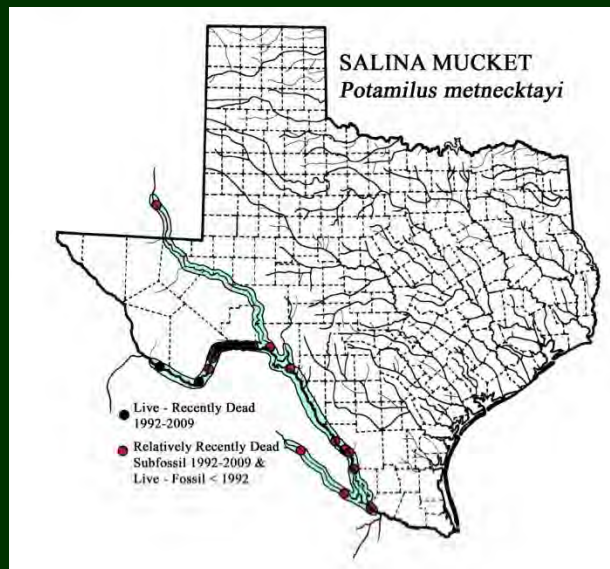 SALINA MUCKET
Potamilus metnecktayi
Live - Recently Dead
1992-2009
Relatively Recently Dead
Subfossil 1992-2009 &
Live - Fossil < 1992